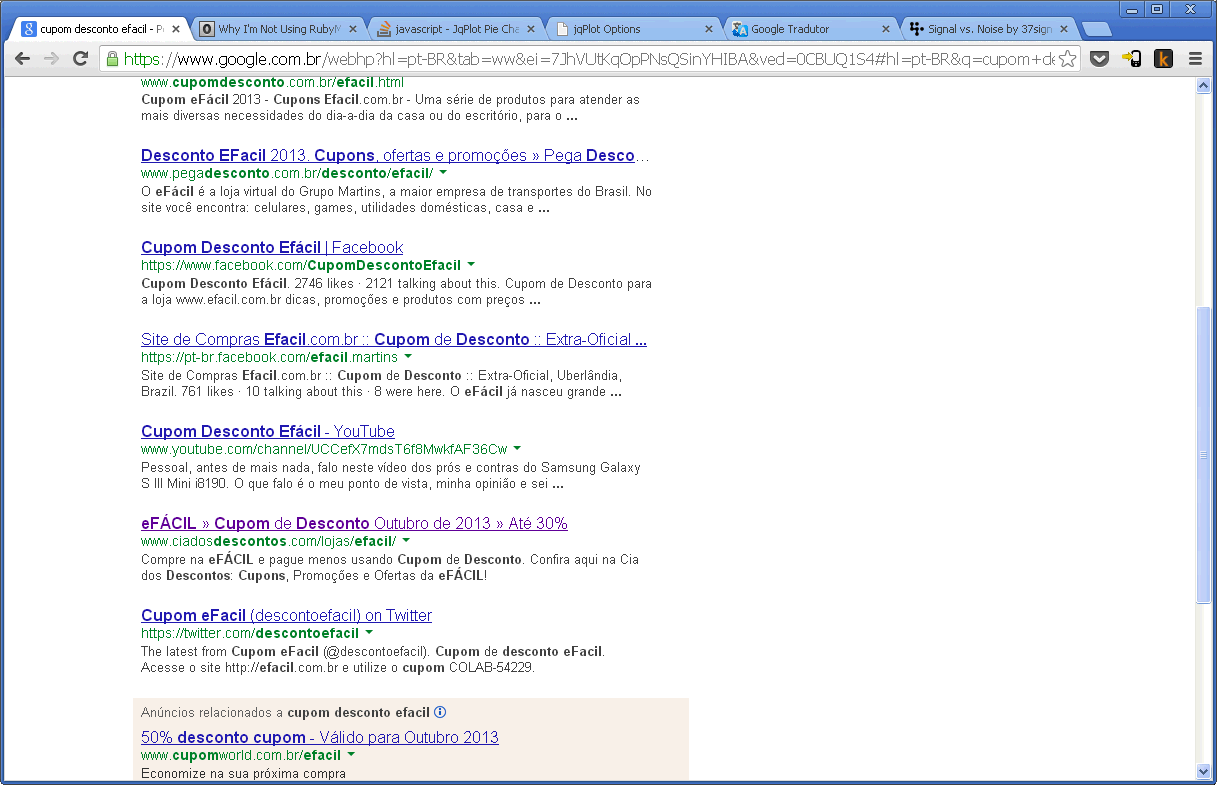 cupom desconto efacil - P
Why I'm Not Using RubyM
javascript - JqPlot Pie Cha
jqPlot Options
Google Tradutor
Signal vs. Noise by 37sign
https://www.google.com.br/webhp?hl=pt-BR&tab=ww&ei=7JhVUtKqOpPNsQSinYHIBA&ved=0CBUQ1S4#hl=pt-BR&q=cupom+de
www.cupomdesconto.com.br/efacil.html
Cupom eFácil 2013 - Cupons Efacil.com.br - Uma série de produtos para atender as
mais diversas necessidades do dia-a-dia da casa ou do escritório, para o ...
Desconto EFacil 2013. Cupons, ofertas e promoções » Pega Desco...
www.pegadesconto.com.br/desconto/efacil/
O eFácil é a loja virtual do Grupo Martins, a maior empresa de transportes do Brasil. No
site você encontra: celulares, games, utilidades domésticas, casa e ...
Cupom Desconto Efácil | Facebook
https://www.facebook.com/CupomDescontoEfacil
Cupom Desconto Efácil. 2746 likes · 2121 talking about this. Cupom de Desconto para
a loja www.efacil.com.br dicas, promoções e produtos com preços ...
Site de Compras Efacil.com.br :: Cupom de Desconto :: Extra-Oficial ...
https://pt-br.facebook.com/efacil.martins
Site de Compras Efacil.com.br :: Cupom de Desconto :: Extra-Oficial, Uberlândia,
Brazil. 761 likes · 10 talking about this · 8 were here. O eFácil já nasceu grande ...
Cupom Desconto Efácil - YouTube
www.youtube.com/channel/UCCefX7mdsT6f8MwkfAF36Cw
Pessoal, antes de mais nada, falo neste vídeo dos prós e contras do Samsung Galaxy
S III Mini i8190. O que falo é o meu ponto de vista, minha opinião e sei ...
eFÁCIL » Cupom de Desconto Outubro de 2013 » Até 30%
www.ciadosdescontos.com/lojas/efacil/
Compre na eFÁCIL e pague menos usando Cupom de Desconto. Confira aqui na Cia
dos Descontos: Cupons, Promoções e Ofertas da eFÁCIL!
Cupom eFacil (descontoefacil) on Twitter
https://twitter.com/descontoefacil
The latest from Cupom eFacil (@descontoefacil). Cupom de desconto eFacil.
Acesse o site http://efacil.com.br e utilize o cupom COLAB-54229.
Anúncios relacionados a cupom desconto efacil
50% desconto cupom - Válido para Outubro 2013
www.cupomworld.com.br/efacil
Economize na sua próxima compra